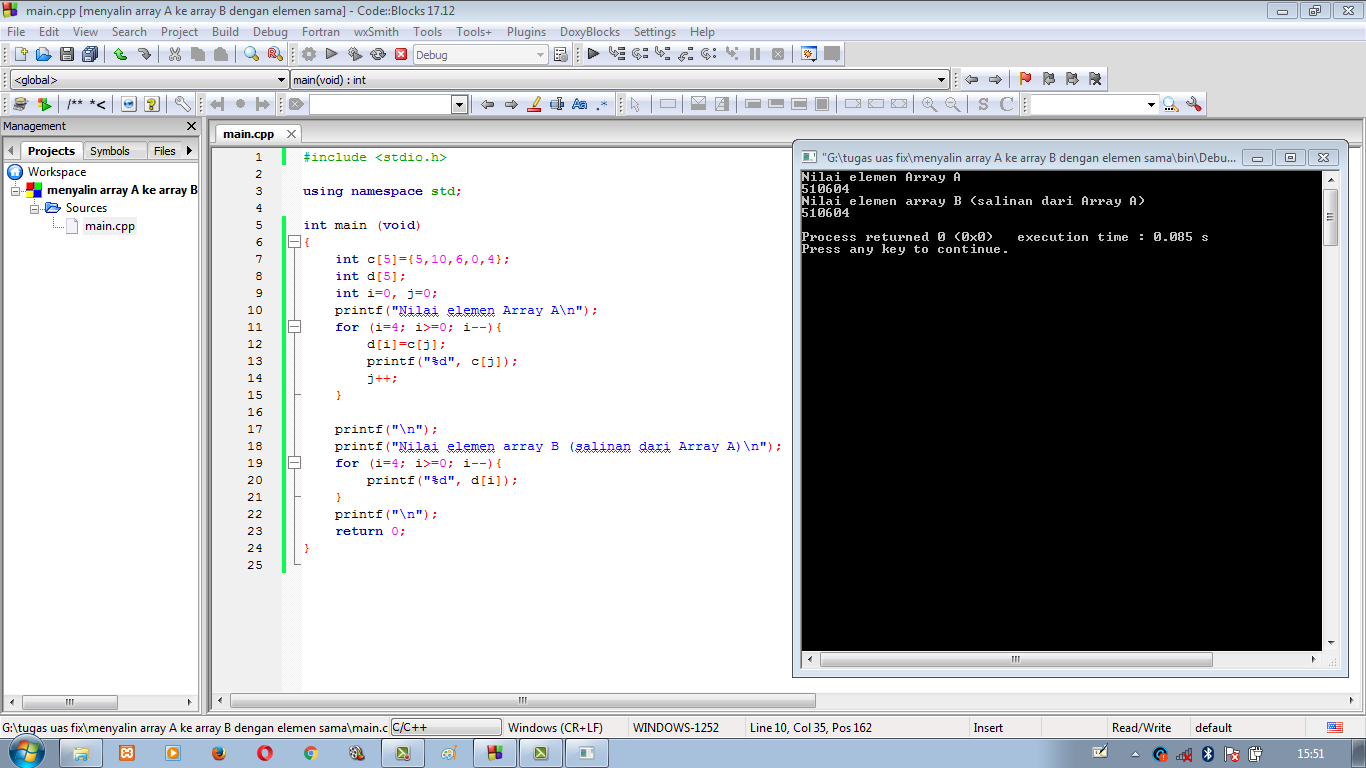 main.cpp [menyalin array A ke array B dengan elemen sama] - Code::Blocks 17.12
File Edit View Search Project Build Debug Fortran wxSmith Tools Tools+ Plugins DoxyBlocks Settings Help
Debug
<global> main(void) : int
/** *<
Aa .*
S C
Management
Projects Symbols Files
Workspace
menyalin array A ke array B
Sources
main.cpp
main.cpp
1 #include <stdio.h>
2
3 using namespace std;
4
5 int main (void)
6 {
7 int c[5]={5,10,6,0,4};
8 int d[5];
9 int i=0, j=0;
10 printf("Nilai elemen Array A\n");
11 for (i=4; i>=0; i--){
12 d[i]=c[j];
13 printf("%d", c[j]);
14 j++;
15 }
16
17 printf("\n");
18 printf("Nilai elemen array B (salinan dari Array A)\n");
19 for (i=4; i>=0; i--){
20 printf("%d", d[i]);
21 }
22 printf("\n");
23 return 0;
24 }
25
"G:\tugas uas fix\menyalin array A ke array B dengan elemen sama\bin\Debu...
Nilai elemen Array A
510604
Nilai elemen array B (salinan dari Array A)
510604
Process returned 0 (0x0) execution time : 0.085 s
Press any key to continue.
G:\tugas uas fix\menyalin array A ke array B dengan elemen sama\main.c C/C++ Windows (CR+LF) WINDOWS-1252 Line 10, Col 35, Pos 162 Insert Read/Write default
15:51